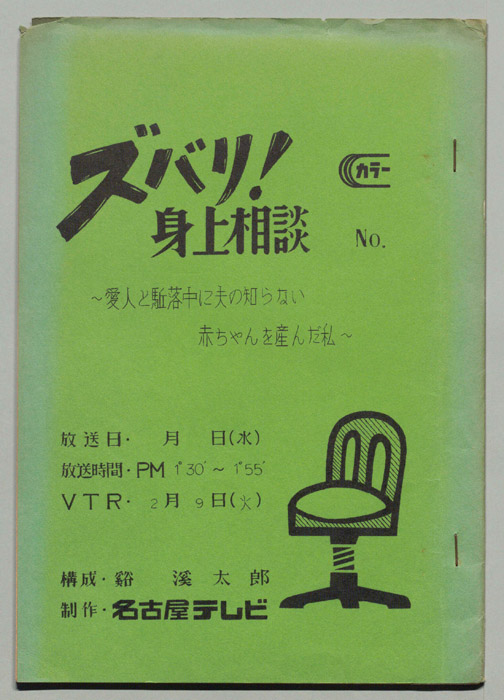 ズバリ!
カラー
身上相談
No.
〜愛人と駈落中に夫の知らない
赤ちゃんを産んだ私〜
放送日・　月　日(水)
放送時間・PM 1°30′〜1°55′
VTR・2月9日(火)
構成・谿　溪太郎
制作・名古屋テレビ